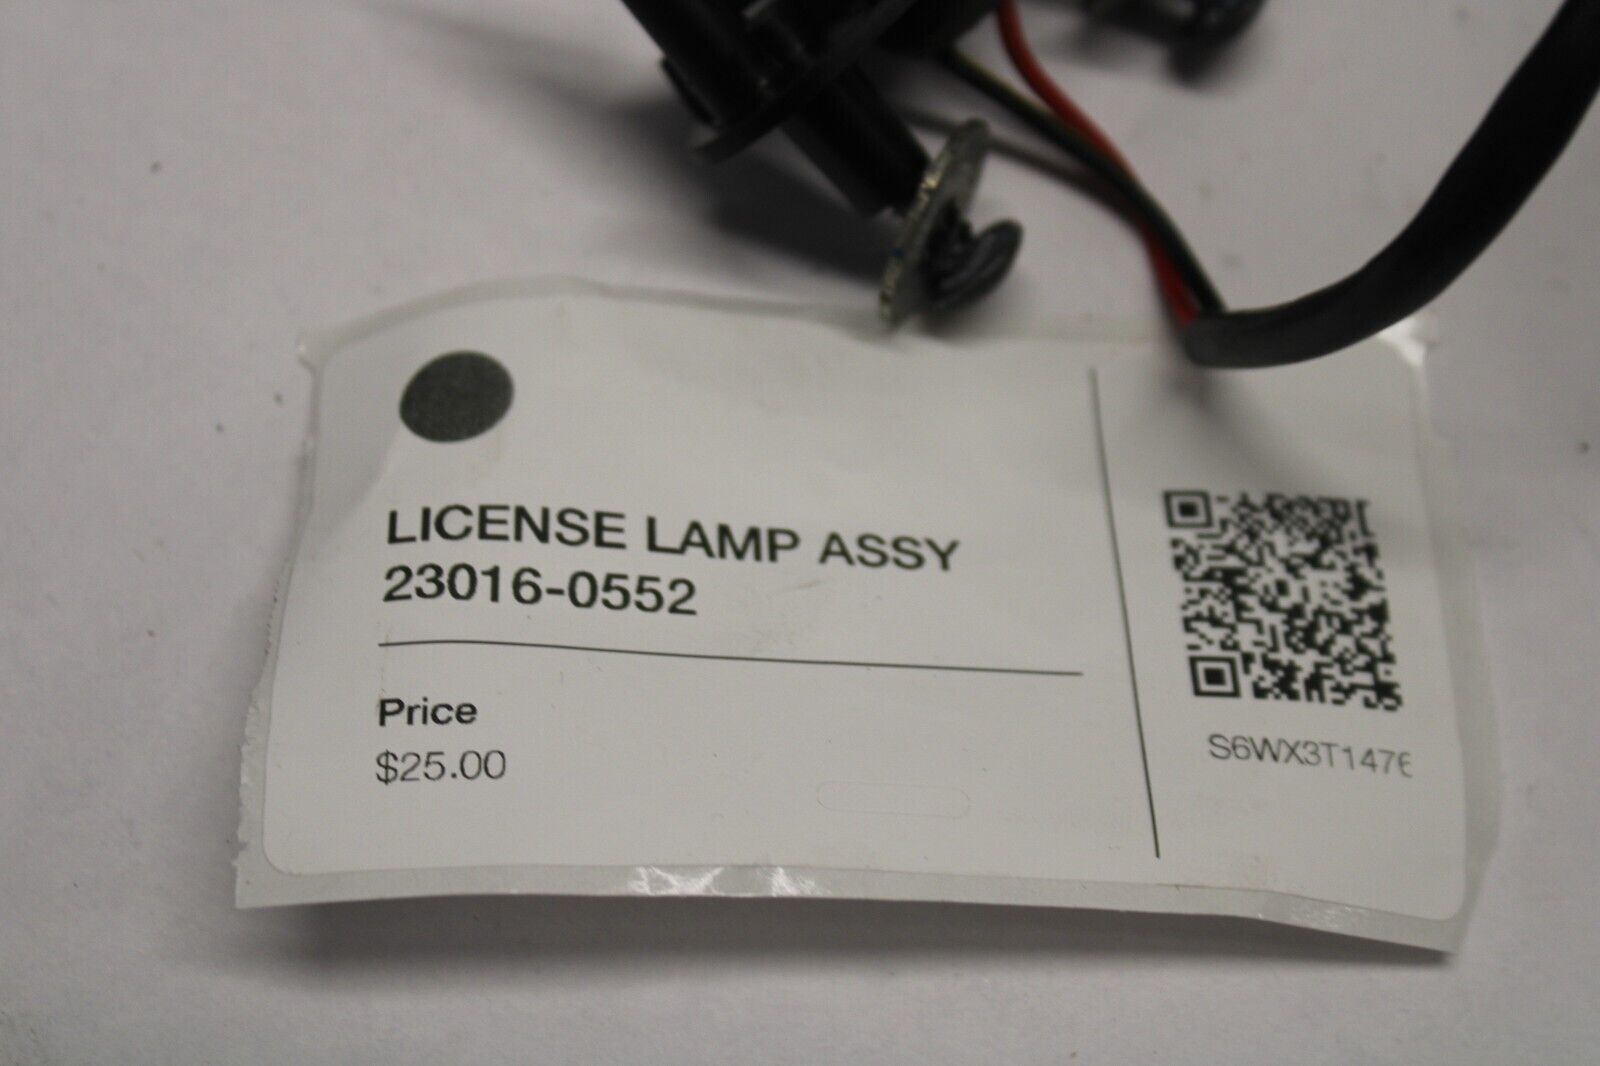 LICENSE LAMP ASSY
23016-0552
Price
$25.00
S6WX3T1476